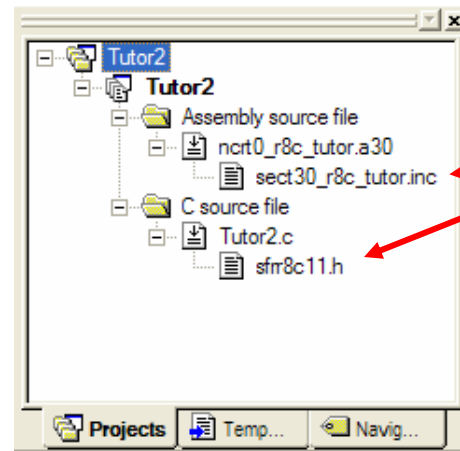 Tutor2
Tutor2
Assembly source file
ncrt0_r8c_tutor.a30
sect30_r8c_tutor.inc
C source file
Tutor2.c
sfrr8c11.h
Projects Temp... Navig...